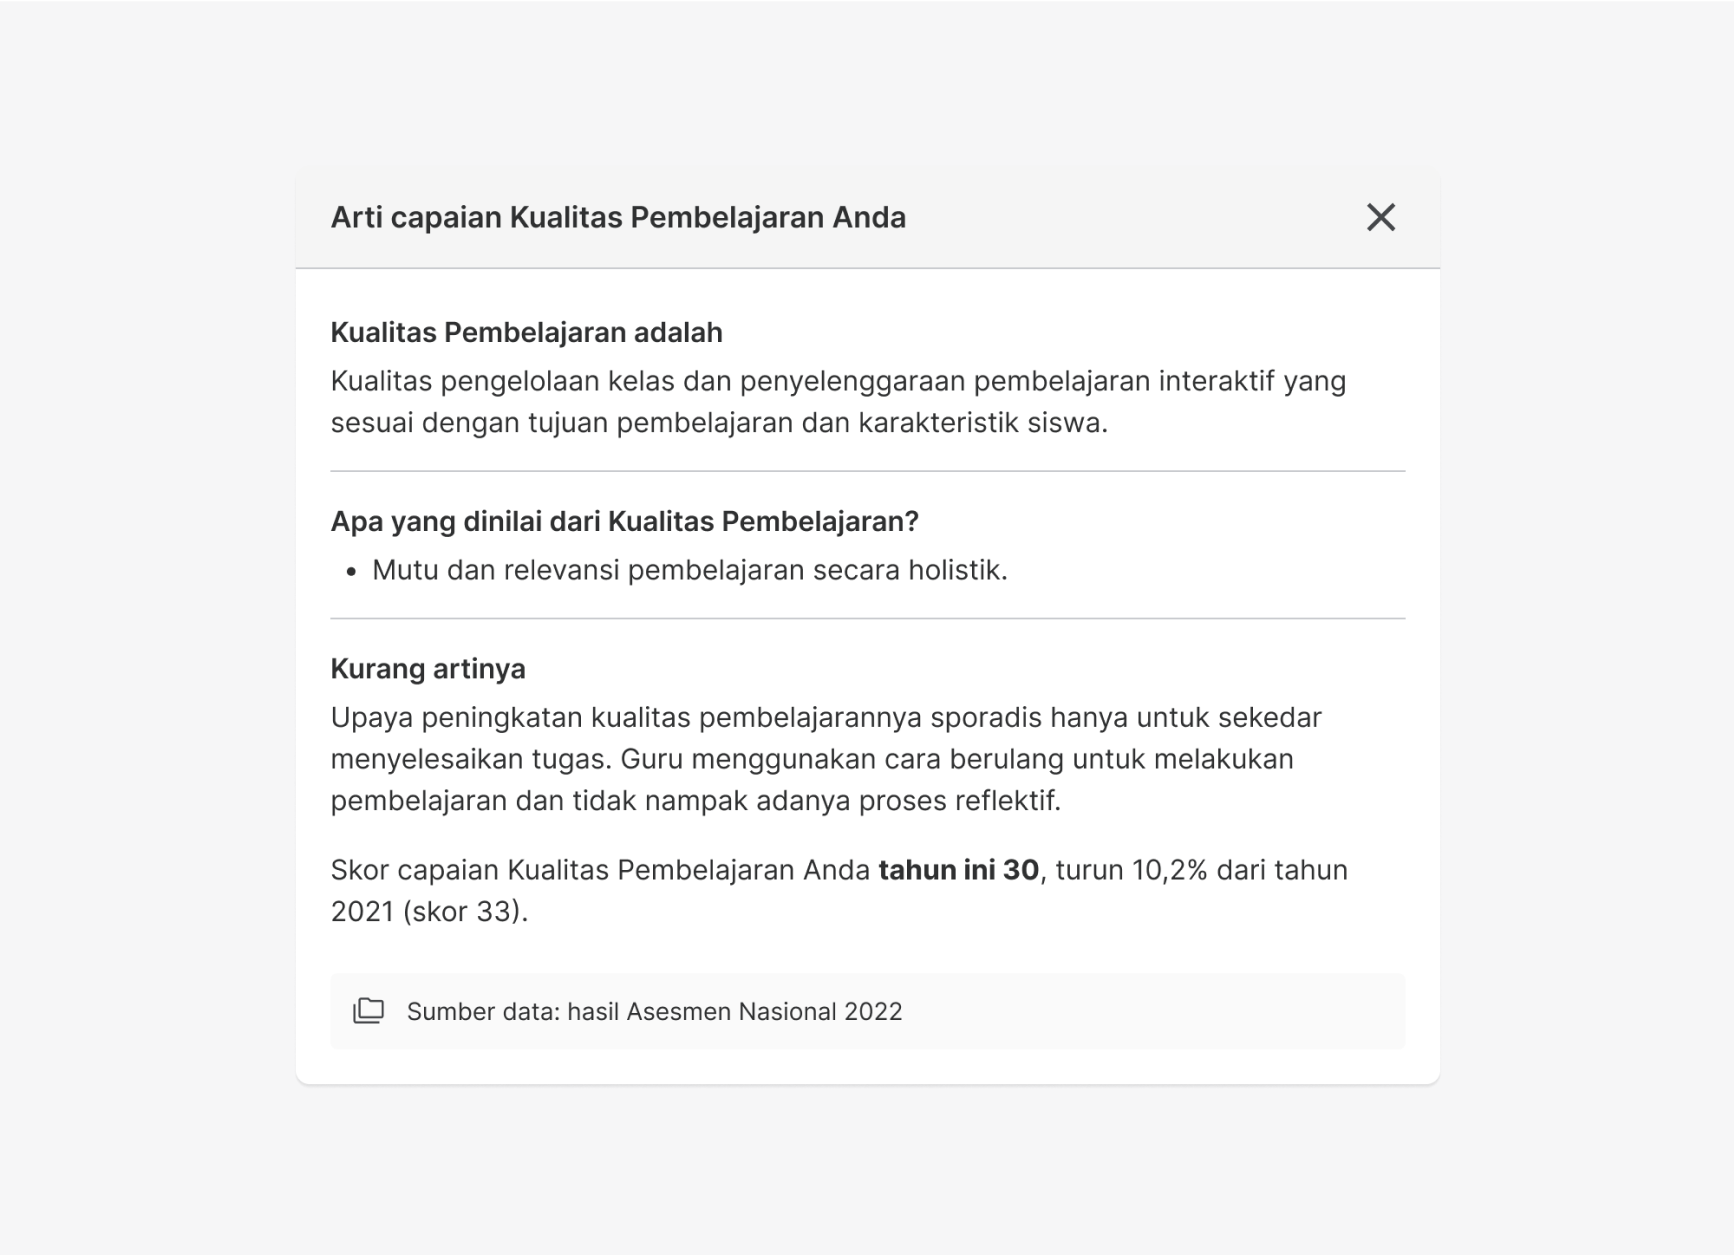 Arti capaian Kualitas Pembelajaran Anda
Kualitas Pembelajaran adalah
Kualitas pengelolaan kelas dan penyelenggaraan pembelajaran interaktif yang
sesuai dengan tujuan pembelajaran dan karakteristik siswa.
Apa yang dinilai dari Kualitas Pembelajaran?
• Mutu dan relevansi pembelajaran secara holistik.
Kurang artinya
Upaya peningkatan kualitas pembelajarannya sporadis hanya untuk sekedar
menyelesaikan tugas. Guru menggunakan cara berulang untuk melakukan
pembelajaran dan tidak nampak adanya proses reflektif.
Skor capaian Kualitas Pembelajaran Anda tahun ini 30, turun 10,2% dari tahun
2021 (skor 33).
Sumber data: hasil Asesmen Nasional 2022